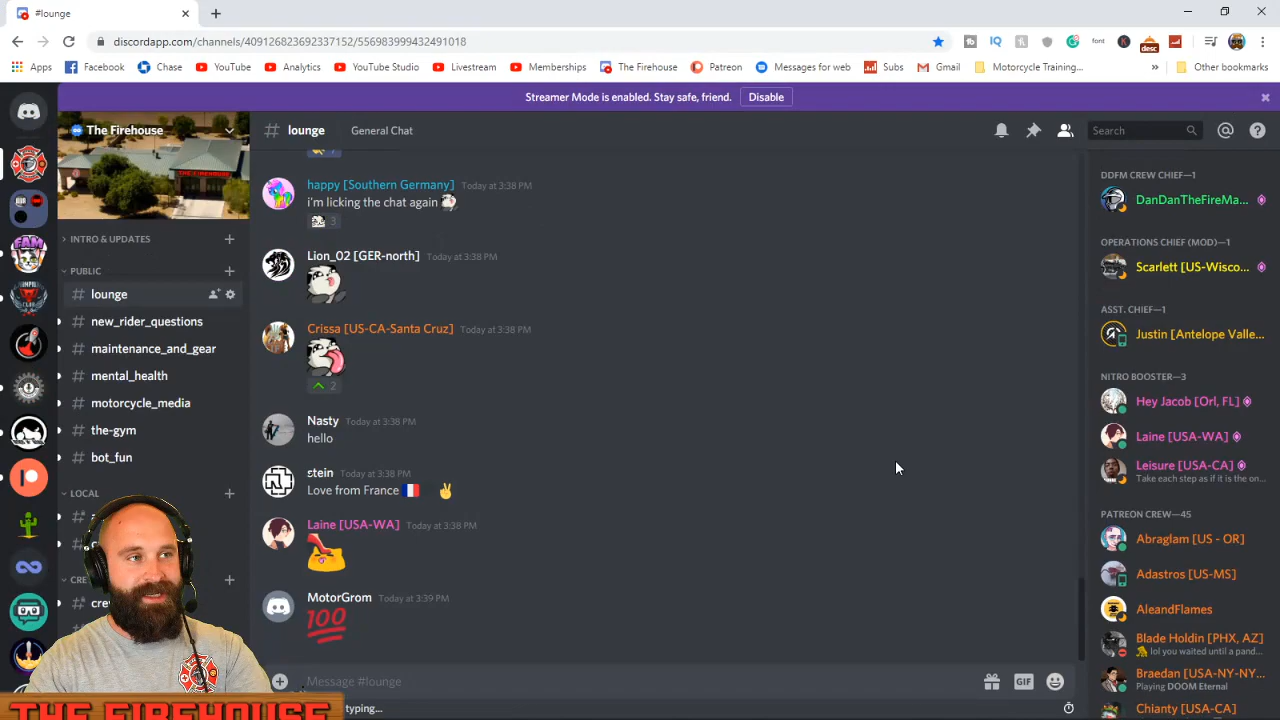 #lounge
discordapp.com/channels/409126823692337152/556983999432491018
Apps Facebook Chase YouTube Analytics YouTube Studio Livestream Memberships The Firehouse Patreon Messages for web Subs Gmail Motorcycle Training... » Other bookmarks
Streamer Mode is enabled. Stay safe, friend. Disable
The Firehouse
# lounge General Chat
Search
THE FIREHOUSE
INTRO & UPDATES
PUBLIC
# lounge
# new_rider_questions
# maintenance_and_gear
# mental_health
# motorcycle_media
# the-gym
# bot_fun
LOCAL
happy [Southern Germany] Today at 3:38 PM
i'm licking the chat again
3
Lion_02 [GER-north] Today at 3:38 PM
Crissa [US-CA-Santa Cruz] Today at 3:38 PM
2
Nasty Today at 3:38 PM
hello
stein Today at 3:38 PM
Love from France 🇫🇷 ✌
Laine [USA-WA] Today at 3:38 PM
MotorGrom Today at 3:39 PM
100
Message #lounge
GIF
typing...
DDFM CREW CHIEF—1
DanDanTheFireMa...
OPERATIONS CHIEF (MOD)—1
Scarlett [US-Wisco...
ASST. CHIEF—1
Justin [Antelope Valle...
NITRO BOOSTER—3
Hey Jacob [Orl, FL]
Laine [USA-WA]
Leisure [USA-CA]
Take each step as if it is the on...
PATREON CREW—45
Abraglam [US - OR]
Adastros [US-MS]
AleandFlames
Blade Holdin [PHX, AZ]
lol you waited until a pand...
Braedan [USA-NY-NY...
Playing DOOM Eternal
Chianty [USA-CA]
THE FIREHOUSE